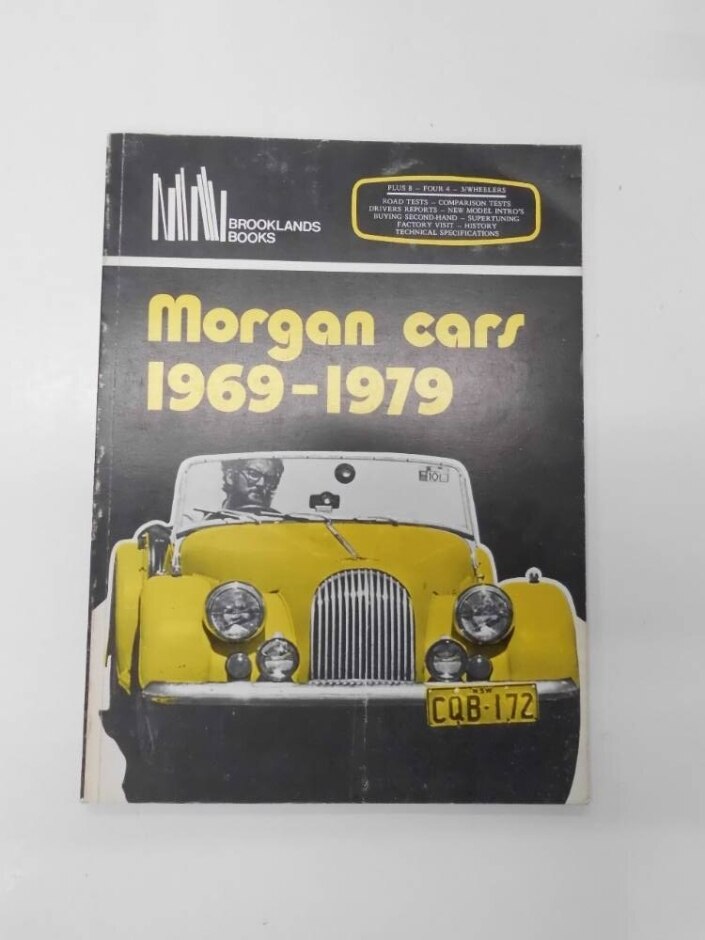 BROOKLANDS
BOOKS
PLUS 8 – FOUR 4 – 3/WHEELERS
ROAD TESTS – COMPARISON TESTS
DRIVERS REPORTS – NEW MODEL INTRO'S
BUYING SECOND-HAND – SUPERTUNING
FACTORY VISIT – HISTORY
TECHNICAL SPECIFICATIONS
Morgan cars
1969-1979
NSW
CQB·172